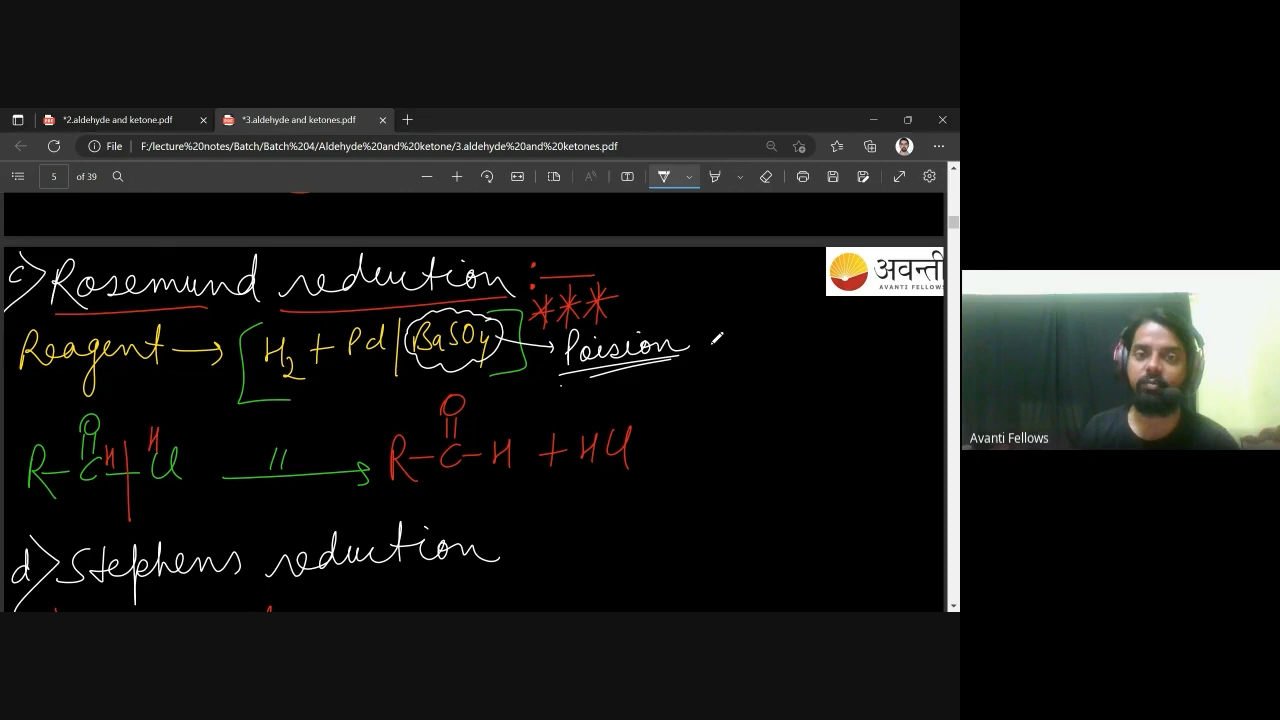 *2.aldehyde and ketone.pdf
*3.aldehyde and ketones.pdf
File
F:/lecture%20notes/Batch/Batch%204/Aldehyde%20and%20ketone/3.aldehyde%20and%20ketones.pdf
5 of 39
c) Rosemund reduction :—
***
अवन्ती
AVANTI FELLOWS
Reagent → [H2 + Pd | BaSO4] → Poision
R-C(=O)-Cl H H → R-C(=O)-H + HCl
Avanti Fellows
d) Stephens reduction